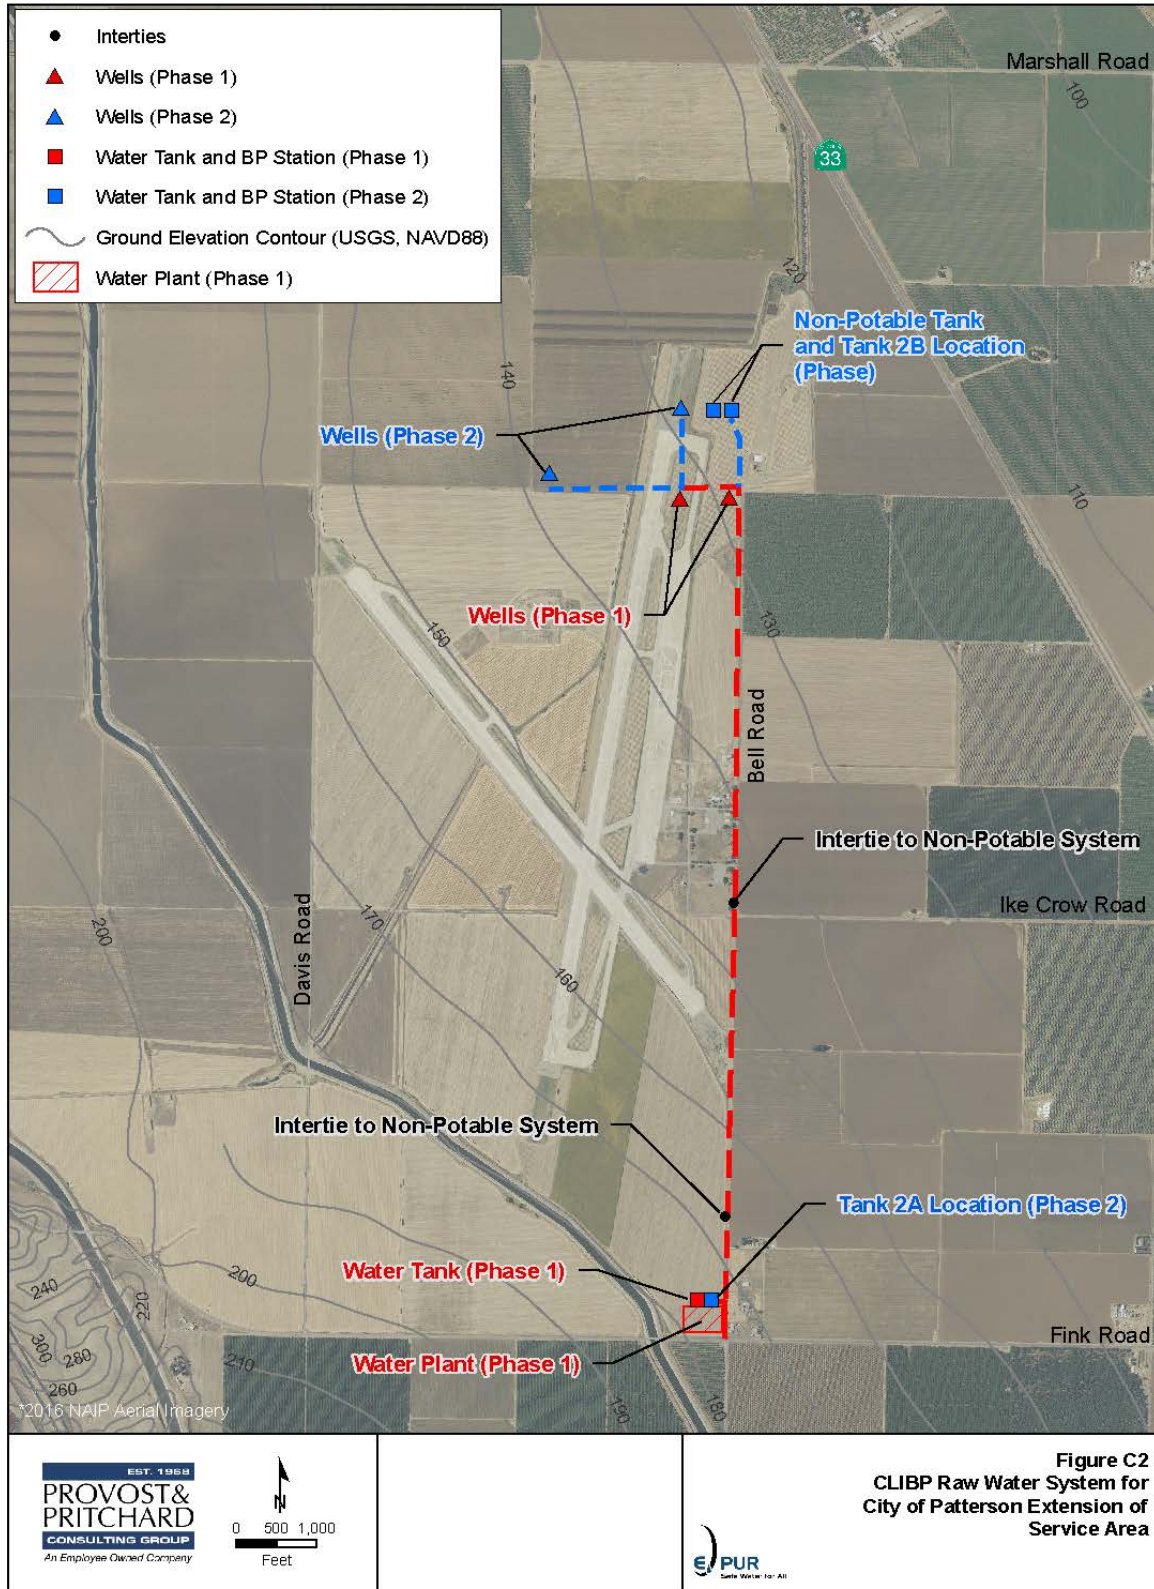 Interties
Wells (Phase 1)
Wells (Phase 2)
Water Tank and BP Station (Phase 1)
Water Tank and BP Station (Phase 2)
Ground Elevation Contour (USGS, NAVD88)
Water Plant (Phase 1)
Marshall Road
100
33
120
Non-Potable Tank
and Tank 2B Location
(Phase)
140
Wells (Phase 2)
110
Wells (Phase 1)
150
130
Bell Road
Intertie to Non-Potable System
Ike Crow Road
Davis Road
200
170
160
Intertie to Non-Potable System
Tank 2A Location (Phase 2)
Water Tank (Phase 1)
200
240
220
Fink Road
300
280
210
Water Plant (Phase 1)
260
190
180
*2016 NAIP Aerial Imagery
EST. 1968
PROVOST&
PRITCHARD
CONSULTING GROUP
An Employee Owned Company
N
0 500 1,000
Feet
PUR
Safe Water for All
Figure C2
CLIBP Raw Water System for
City of Patterson Extension of
Service Area